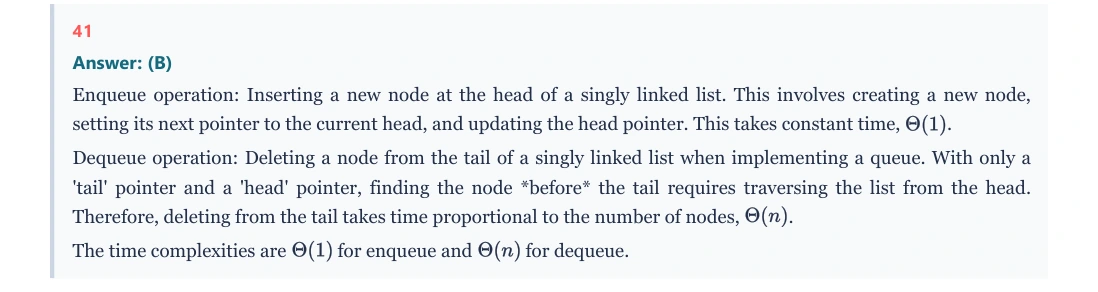 41
Answer: (B)
Enqueue operation: Inserting a new node at the head of a singly linked list. This involves creating a new node,
setting its next pointer to the current head, and updating the head pointer. This takes constant time, Θ(1).
Dequeue operation: Deleting a node from the tail of a singly linked list when implementing a queue. With only a
'tail' pointer and a 'head' pointer, finding the node *before* the tail requires traversing the list from the head.
Therefore, deleting from the tail takes time proportional to the number of nodes, Θ(n).
The time complexities are Θ(1) for enqueue and Θ(n) for dequeue.